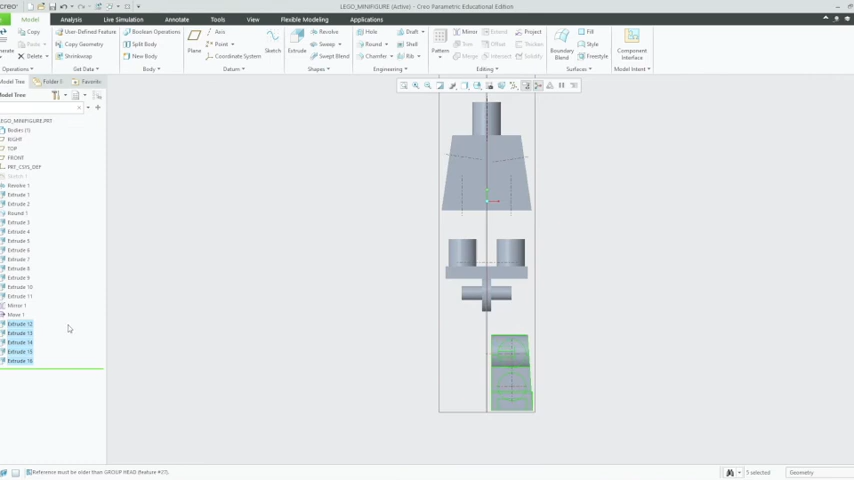 creo
LEGO_MINIFIGURE (Active) - Creo Parametric Educational Edition
Model Analysis Live Simulation Annotate Tools View Flexible Modeling Applications
Copy User-Defined Feature Axis Revolve Hole Draft Mirror Extend Project Fill
Paste Copy Geometry Split Body Point Sketch Extrude Sweep Round Shell Pattern Trim Offset Thicken Boundary Blend Style Component Interface
Boolean Operations
Delete Shrinkwrap New Body Plane Coordinate System Swept Blend Chamfer Rib Merge Intersect Freestyle
Operations Get Data Body Datum Shapes Engineering Editing Surfaces Model Intent
Model Tree Folder Favorite
Model Tree
LEGO_MINIFIGURE.PRT
Bodies (1)
RIGHT
TOP
FRONT
PRT_CSYS_DEF
Sketch 1
Revolve 1
Extrude 1
Extrude 2
Round 1
Extrude 3
Extrude 4
Extrude 5
Extrude 6
Extrude 7
Extrude 8
Extrude 9
Extrude 10
Extrude 11
Mirror 1
Move 1
Extrude 12
Extrude 13
Extrude 14
Extrude 15
Extrude 16
Reference must be older than GROUP HEAD (feature #37).
5 selected
Geometry